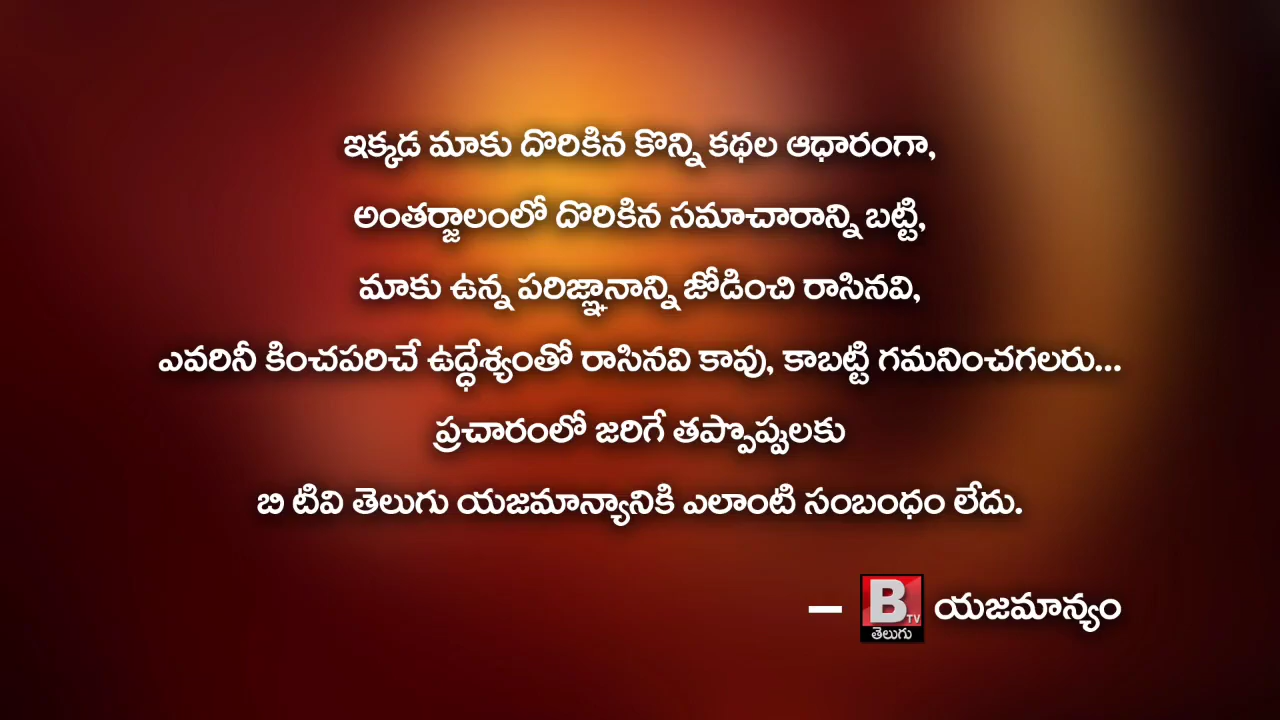 ఇక్కడ మాకు దొరికిన కొన్ని కథల ఆధారంగా,
అంతర్జాలంలో దొరికిన సమాచారాన్ని బట్టి,
మాకు ఉన్న పరిజ్ఞానాన్ని జోడించి రాసినవి,
ఎవరినీ కించపరిచే ఉద్ధేశ్యంతో రాసినవి కావు, కాబట్టి గమనించగలరు...
ప్రచారంలో జరిగే తప్పొప్పులకు
బి టివి తెలుగు యజమాన్యానికి ఎలాంటి సంబంధం లేదు.
– B TV తెలుగు యజమాన్యం